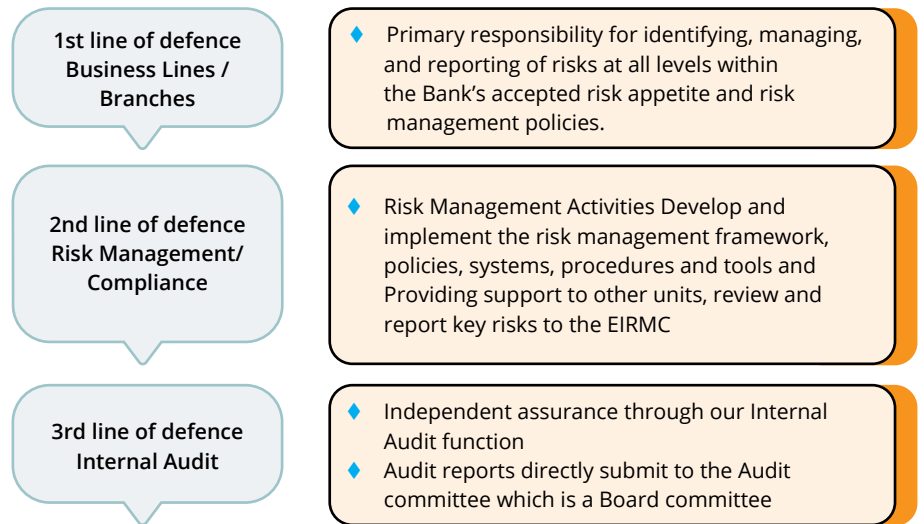 1st line of defence
Business Lines /
Branches
♦ Primary responsibility for identifying, managing,
and reporting of risks at all levels within
the Bank's accepted risk appetite and risk
management policies.
2nd line of defence
Risk Management/
Compliance
♦ Risk Management Activities Develop and
implement the risk management framework,
policies, systems, procedures and tools and
Providing support to other units, review and
report key risks to the EIRMC
3rd line of defence
Internal Audit
♦ Independent assurance through our Internal
Audit function
♦ Audit reports directly submit to the Audit
committee which is a Board committee